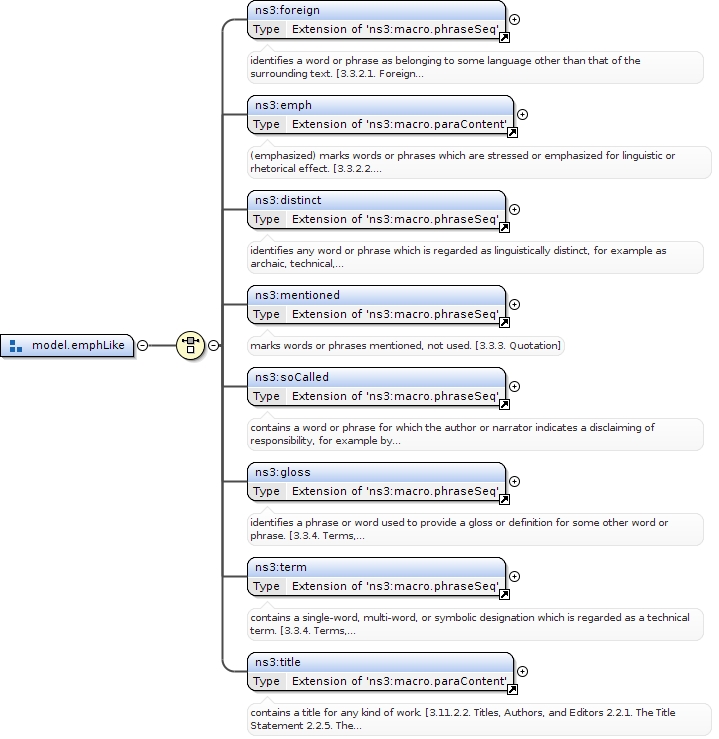 ns3:foreign
Type Extension of 'ns3:macro.phraseSeq'
identifies a word or phrase as belonging to some language other than that of the
surrounding text. [3.3.2.1. Foreign...
ns3:emph
Type Extension of 'ns3:macro.paraContent'
(emphasized) marks words or phrases which are stressed or emphasized for linguistic or
rhetorical effect. [3.3.2.2....
ns3:distinct
Type Extension of 'ns3:macro.phraseSeq'
identifies any word or phrase which is regarded as linguistically distinct, for example as
archaic, technical,...
ns3:mentioned
Type Extension of 'ns3:macro.phraseSeq'
marks words or phrases mentioned, not used. [3.3.3. Quotation]
model.emphLike
ns3:soCalled
Type Extension of 'ns3:macro.phraseSeq'
contains a word or phrase for which the author or narrator indicates a disclaiming of
responsibility, for example by...
ns3:gloss
Type Extension of 'ns3:macro.phraseSeq'
identifies a phrase or word used to provide a gloss or definition for some other word or
phrase. [3.3.4. Terms,...
ns3:term
Type Extension of 'ns3:macro.phraseSeq'
contains a single-word, multi-word, or symbolic designation which is regarded as a technical
term. [3.3.4. Terms,...
ns3:title
Type Extension of 'ns3:macro.paraContent'
contains a title for any kind of work. [3.11.2.2. Titles, Authors, and Editors 2.2.1. The Title
Statement 2.2.5. The...